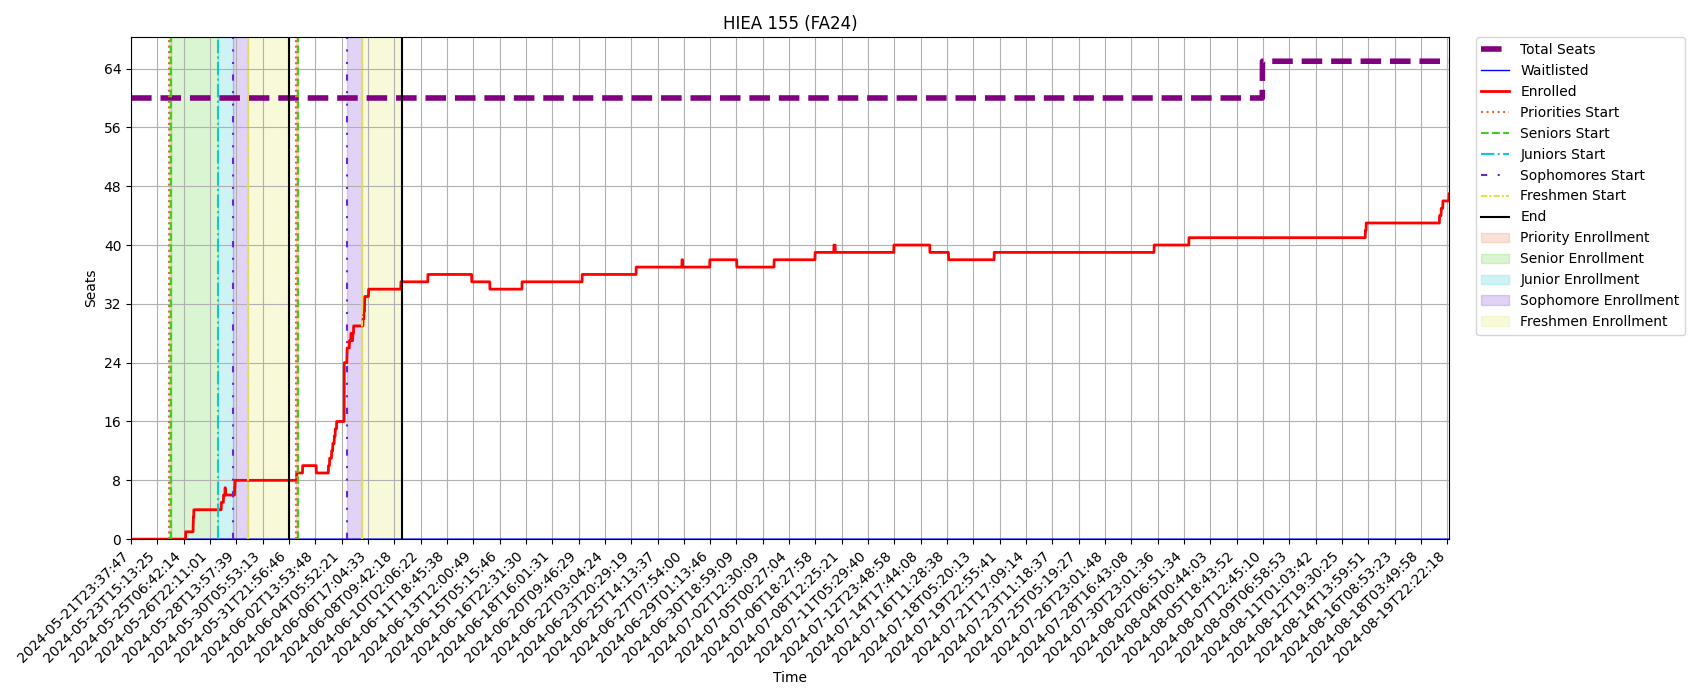 HIEA 155 (FA24)
Seats
64
56
48
40
32
24
16
8
0
2024-05-21T23:37:47
2024-05-23T15:13:25
2024-05-25T06:42:14
2024-05-26T22:11:01
2024-05-28T13:57:39
2024-05-30T05:53:13
2024-05-31T21:56:46
2024-06-02T13:53:48
2024-06-04T05:52:21
2024-06-06T17:04:33
2024-06-08T09:42:18
2024-06-10T02:06:22
2024-06-11T18:45:38
2024-06-13T12:00:49
2024-06-15T05:15:46
2024-06-16T22:31:30
2024-06-18T16:01:31
2024-06-20T09:46:29
2024-06-22T03:04:24
2024-06-23T20:29:19
2024-06-25T14:13:37
2024-06-27T07:54:00
2024-06-29T01:13:46
2024-06-30T18:59:09
2024-07-02T12:30:09
2024-07-05T00:27:04
2024-07-06T18:27:58
2024-07-08T12:25:21
2024-07-11T05:29:40
2024-07-12T23:48:58
2024-07-14T17:44:08
2024-07-16T11:28:38
2024-07-18T05:20:13
2024-07-19T22:55:41
2024-07-21T17:09:14
2024-07-23T11:18:37
2024-07-25T05:19:27
2024-07-26T23:01:48
2024-07-28T16:43:08
2024-07-30T23:01:36
2024-08-02T06:51:34
2024-08-04T00:44:03
2024-08-05T18:43:52
2024-08-07T12:45:10
2024-08-09T06:58:53
2024-08-11T01:03:42
2024-08-12T19:30:25
2024-08-14T13:59:51
2024-08-16T08:53:23
2024-08-18T03:49:58
2024-08-19T22:22:18
Time
Total Seats
Waitlisted
Enrolled
Priorities Start
Seniors Start
Juniors Start
Sophomores Start
Freshmen Start
End
Priority Enrollment
Senior Enrollment
Junior Enrollment
Sophomore Enrollment
Freshmen Enrollment